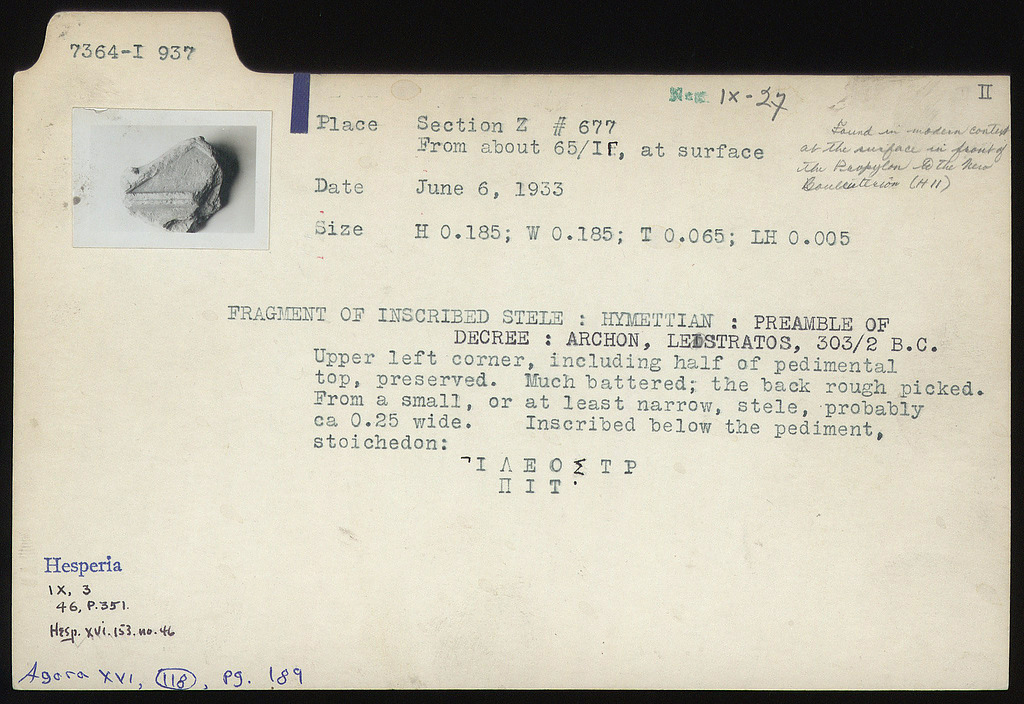 7364-I 937
Neg. IX-27
II
Found in modern context
at the surface in front of
the Propylon to the New
Bouleuterion (H 11)
Place Section Z # 677
From about 65/IF, at surface
Date June 6, 1933
Size H 0.185; W 0.185; T 0.065; LH 0.005
FRAGMENT OF INSCRIBED STELE : HYMETTIAN : PREAMBLE OF
DECREE : ARCHON, LEOSTRATOS, 303/2 B.C.
Upper left corner, including half of pedimental
top, preserved. Much battered; the back rough picked.
From a small, or at least narrow, stele, probably
ca 0.25 wide. Inscribed below the pediment,
stoichedon:
Ι Λ Ε Ο Σ Τ Ρ
Π Ι Τ
Hesperia
IX, 3
46, P.351.
Hesp. XVI.153.no.46
Agora XVI, 118, pg. 189